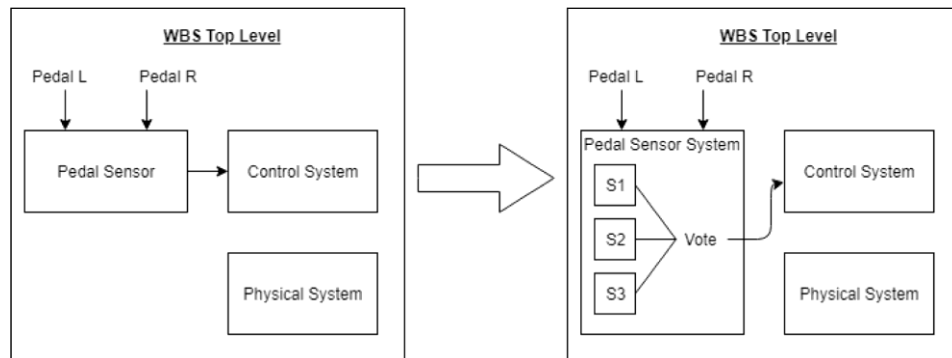 WBS Top Level
Pedal L
Pedal R
Pedal Sensor
Control System
Physical System
WBS Top Level
Pedal L
Pedal R
Pedal Sensor System
S1
S2
S3
Vote
Control System
Physical System